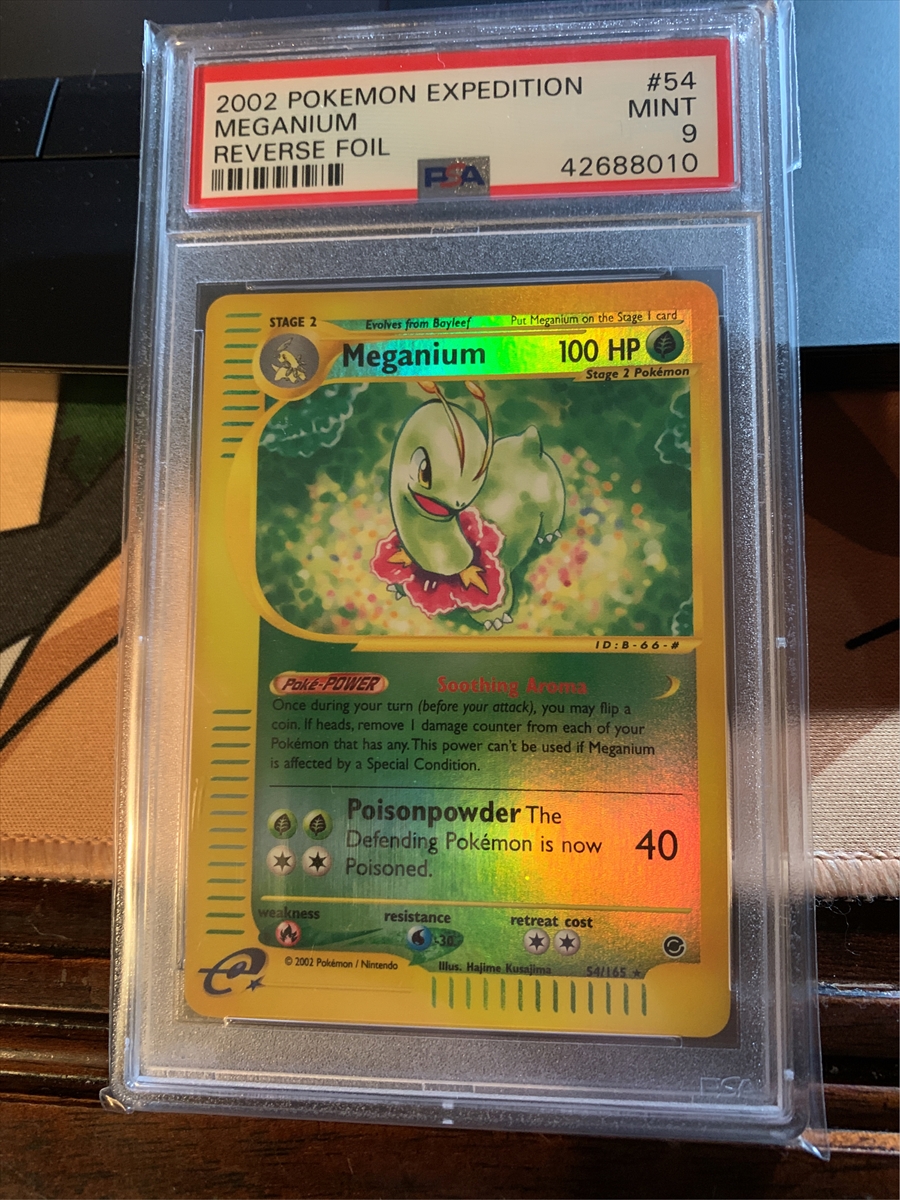 2002 POKEMON EXPEDITION #54
MEGANIUM MINT
REVERSE FOIL 9
PSA 42688010
STAGE 2 Evolves from Bayleef Put Meganium on the Stage 1 card
Meganium 100 HP
Stage 2 Pokémon
ID:B-66-#
Poké-POWER Soothing Aroma
Once during your turn (before your attack), you may flip a
coin. If heads, remove 1 damage counter from each of your
Pokémon that has any. This power can't be used if Meganium
is affected by a Special Condition.
Poisonpowder The
Defending Pokémon is now 40
Poisoned.
weakness resistance retreat cost
-30
e
© 2002 Pokémon / Nintendo Illus. Hajime Kusajima 54/165 ★
PSA